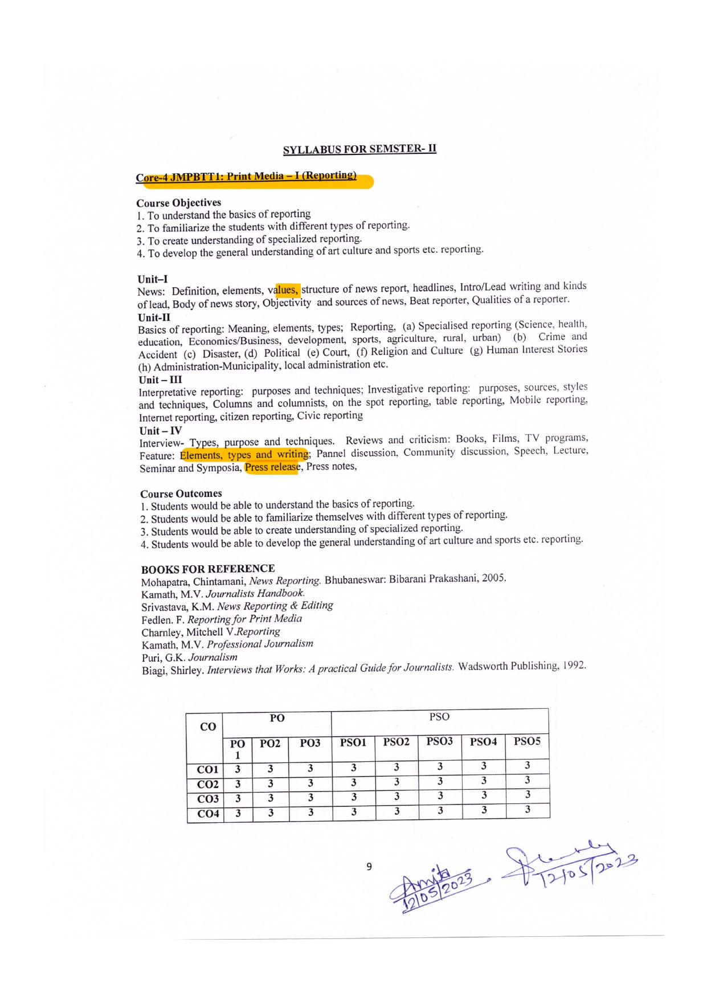 SYLLABUS FOR SEMSTER- II
Core-4 JMPBTT1: Print Media – I (Reporting)
Course Objectives
1. To understand the basics of reporting
2. To familiarize the students with different types of reporting.
3. To create understanding of specialized reporting.
4. To develop the general understanding of art culture and sports etc. reporting.
Unit–I
News: Definition, elements, values, structure of news report, headlines, Intro/Lead writing and kinds
of lead, Body of news story, Objectivity and sources of news, Beat reporter, Qualities of a reporter.
Unit-II
Basics of reporting: Meaning, elements, types; Reporting, (a) Specialised reporting (Science, health,
education, Economics/Business, development, sports, agriculture, rural, urban) (b) Crime and
Accident (c) Disaster, (d) Political (e) Court, (f) Religion and Culture (g) Human Interest Stories
(h) Administration-Municipality, local administration etc.
Unit – III
Interpretative reporting: purposes and techniques; Investigative reporting: purposes, sources, styles
and techniques, Columns and columnists, on the spot reporting, table reporting, Mobile reporting,
Internet reporting, citizen reporting, Civic reporting
Unit – IV
Interview- Types, purpose and techniques. Reviews and criticism: Books, Films, TV programs,
Feature: Elements, types and writing; Pannel discussion, Community discussion, Speech, Lecture,
Seminar and Symposia, Press release, Press notes,
Course Outcomes
1. Students would be able to understand the basics of reporting.
2. Students would be able to familiarize themselves with different types of reporting.
3. Students would be able to create understanding of specialized reporting.
4. Students would be able to develop the general understanding of art culture and sports etc. reporting.
BOOKS FOR REFERENCE
Mohapatra, Chintamani, News Reporting. Bhubaneswar: Bibarani Prakashani, 2005.
Kamath, M.V. Journalists Handbook.
Srivastava, K.M. News Reporting & Editing
Fedlen. F. Reporting for Print Media
Charnley, Mitchell V.Reporting
Kamath, M.V. Professional Journalism
Puri, G.K. Journalism
Biagi, Shirley. Interviews that Works: A practical Guide for Journalists. Wadsworth Publishing, 1992.
CO PO PSO
PO 1 PO2 PO3 PSO1 PSO2 PSO3 PSO4 PSO5
CO1 3 3 3 3 3 3 3 3
CO2 3 3 3 3 3 3 3 3
CO3 3 3 3 3 3 3 3 3
CO4 3 3 3 3 3 3 3 3
9
Amita
12/05/2023
12/05/2023